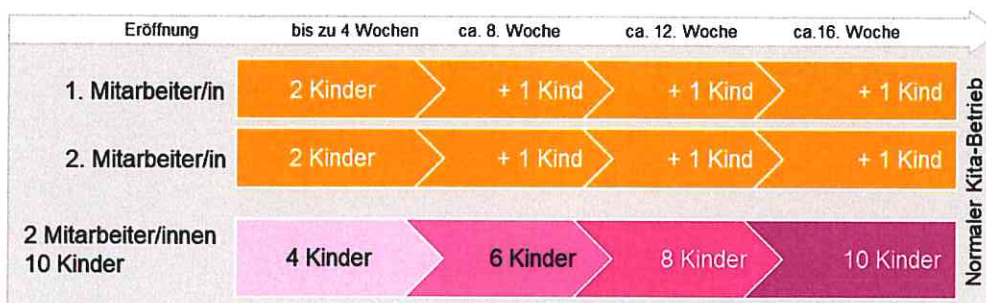 Eröffnung bis zu 4 Wochen ca. 8. Woche ca. 12. Woche ca.16. Woche
1. Mitarbeiter/in 2 Kinder + 1 Kind + 1 Kind + 1 Kind
2. Mitarbeiter/in 2 Kinder + 1 Kind + 1 Kind + 1 Kind
2 Mitarbeiter/innen
10 Kinder
4 Kinder 6 Kinder 8 Kinder 10 Kinder
Normaler Kita-Betrieb